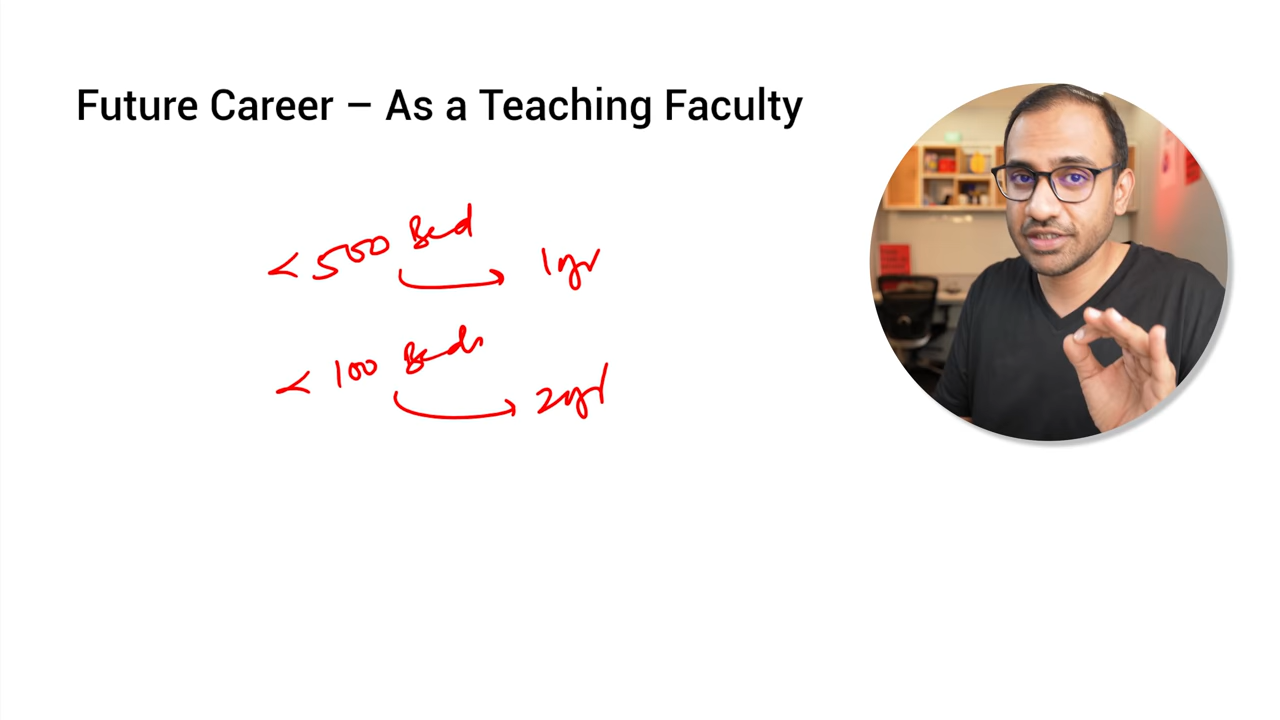 Future Career – As a Teaching Faculty
< 500 Bed
1yr
< 100 Beds
2yr